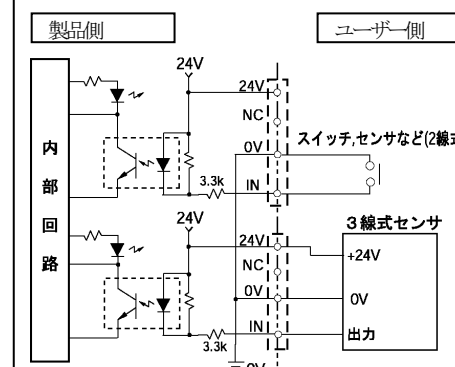 製品側
ユーザー側
24V
24V
NC
0V
IN
3.3k
スイッチ,センサなど(2線式
内部回路
24V
3線式センサ
24V
NC
0V
IN
3.3k
+24V
0V
出力
0V